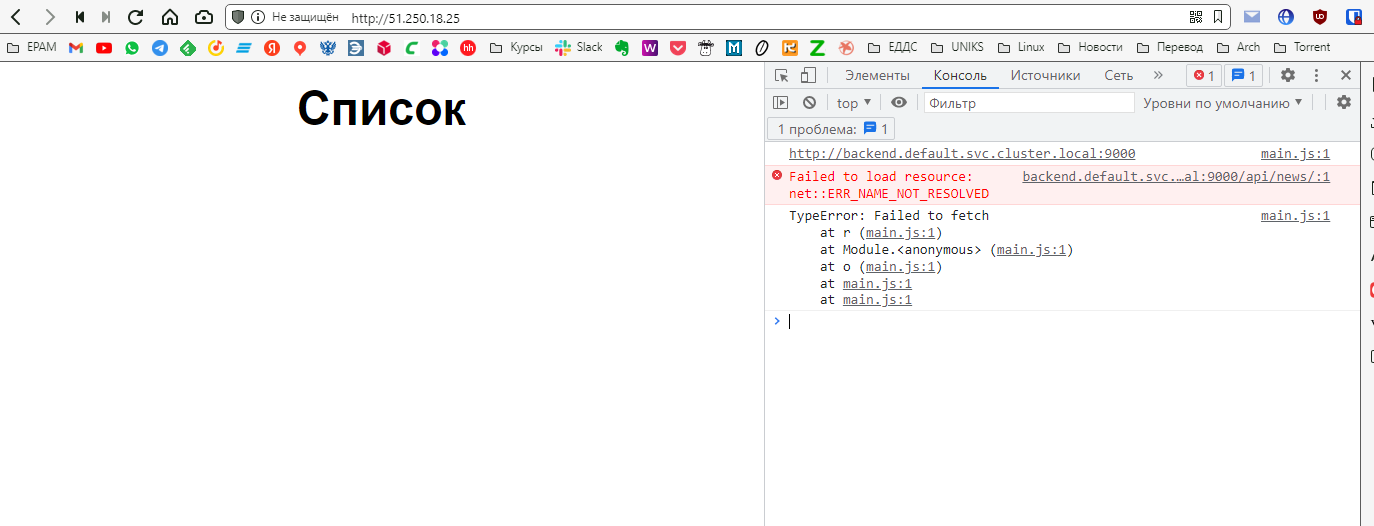 Не защищён http://51.250.18.25
EPAM Курсы Slack ЕДДС UNIKS Linux Новости Перевод Arch Torrent
Список
Элементы Консоль Источники Сеть » 1 1
top Фильтр Уровни по умолчанию
1 проблема: 1
http://backend.default.svc.cluster.local:9000 main.js:1
Failed to load resource: backend.default.svc.…al:9000/api/news/:1
net::ERR_NAME_NOT_RESOLVED
TypeError: Failed to fetch main.js:1
at r (main.js:1)
at Module.<anonymous> (main.js:1)
at o (main.js:1)
at main.js:1
at main.js:1